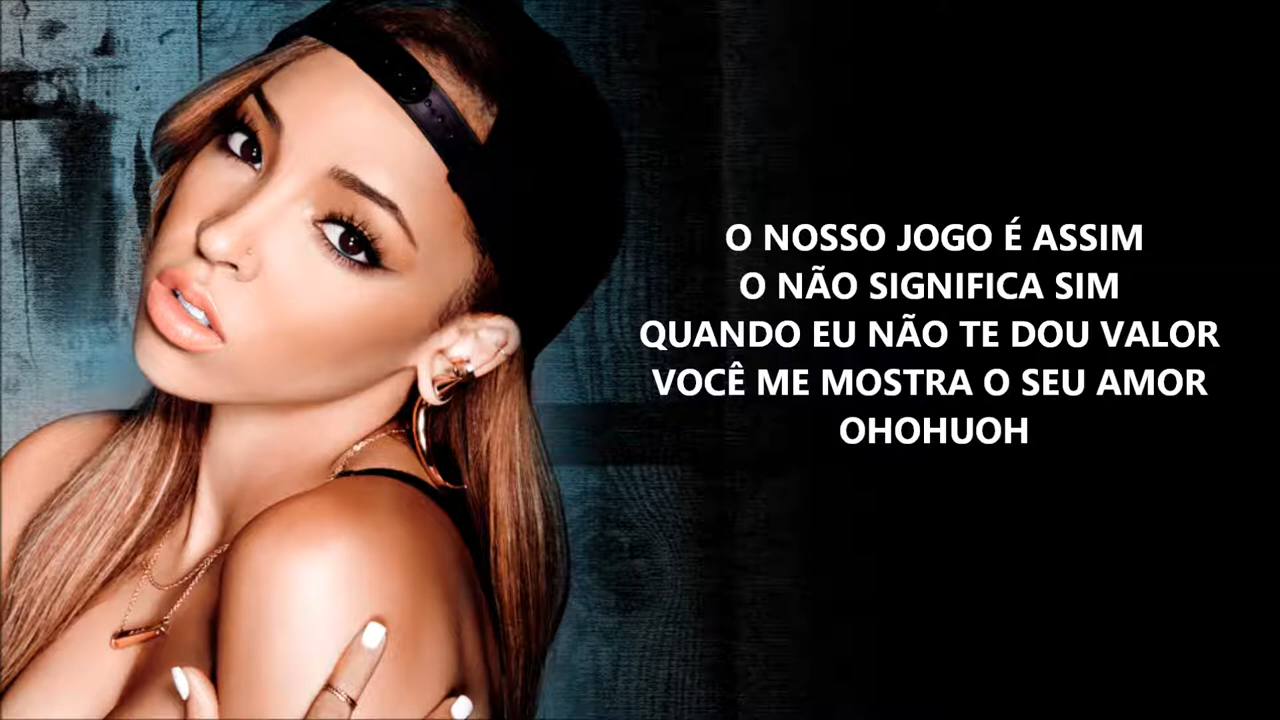 O NOSSO JOGO É ASSIM
O NÃO SIGNIFICA SIM
QUANDO EU NÃO TE DOU VALOR
VOCÊ ME MOSTRA O SEU AMOR
OHOHUOH